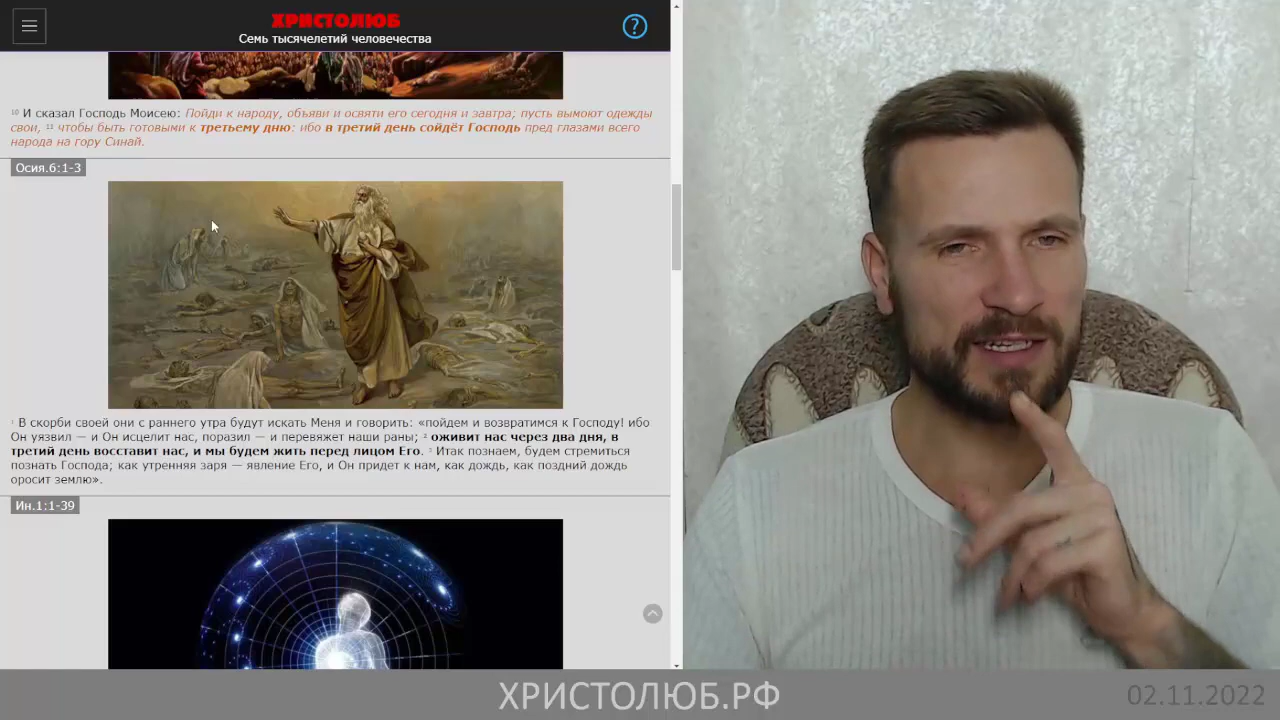 ХРИСТОЛЮБ
Семь тысячелетий человечества
?
10 И сказал Господь Моисею: Пойди к народу, объяви и освяти его сегодня и завтра; пусть вымоют одежды
свои, 11 чтобы быть готовыми к третьему дню: ибо в третий день сойдёт Господь пред глазами всего
народа на гору Синай.
Осия.6:1-3
1 В скорби своей они с раннего утра будут искать Меня и говорить: «пойдем и возвратимся к Господу! ибо
Он уязвил — и Он исцелит нас, поразил — и перевяжет наши раны; 2 оживит нас через два дня, в
третий день восставит нас, и мы будем жить перед лицом Его. 3 Итак познаем, будем стремиться
познать Господа; как утренняя заря — явление Его, и Он придет к нам, как дождь, как поздний дождь
оросит землю».
Ин.1:1-39
ХРИСТОЛЮБ.РФ
02.11.2022